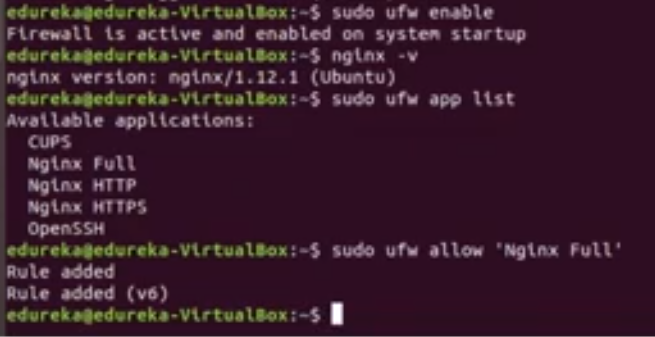 edureka@edureka-VirtualBox:~$ sudo ufw enable
Firewall is active and enabled on system startup
edureka@edureka-VirtualBox:~$ nginx -v
nginx version: nginx/1.12.1 (Ubuntu)
edureka@edureka-VirtualBox:~$ sudo ufw app list
Available applications:
  CUPS
  Nginx Full
  Nginx HTTP
  Nginx HTTPS
  OpenSSH
edureka@edureka-VirtualBox:~$ sudo ufw allow 'Nginx Full'
Rule added
Rule added (v6)
edureka@edureka-VirtualBox:~$